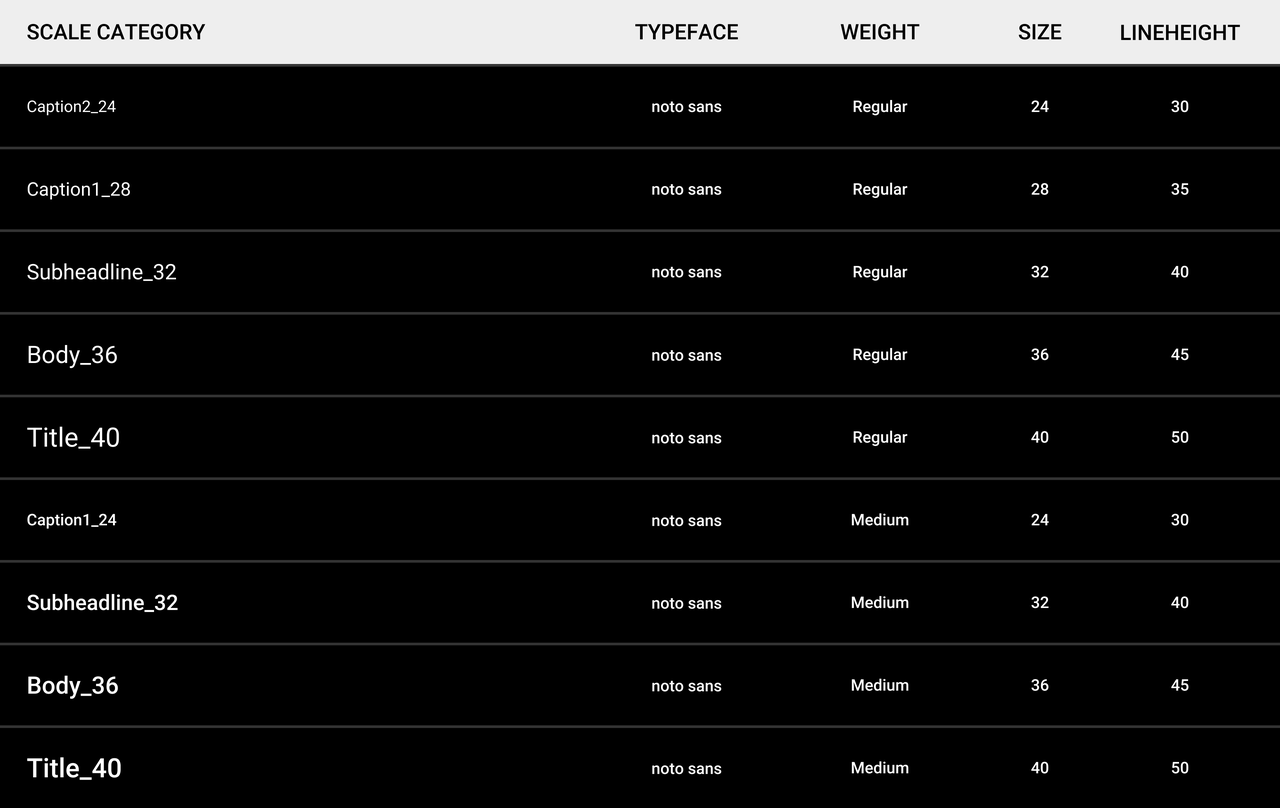 SCALE CATEGORY TYPEFACE WEIGHT SIZE LINEHEIGHT
Caption2_24 noto sans Regular 24 30
Caption1_28 noto sans Regular 28 35
Subheadline_32 noto sans Regular 32 40
Body_36 noto sans Regular 36 45
Title_40 noto sans Regular 40 50
Caption1_24 noto sans Medium 24 30
Subheadline_32 noto sans Medium 32 40
Body_36 noto sans Medium 36 45
Title_40 noto sans Medium 40 50